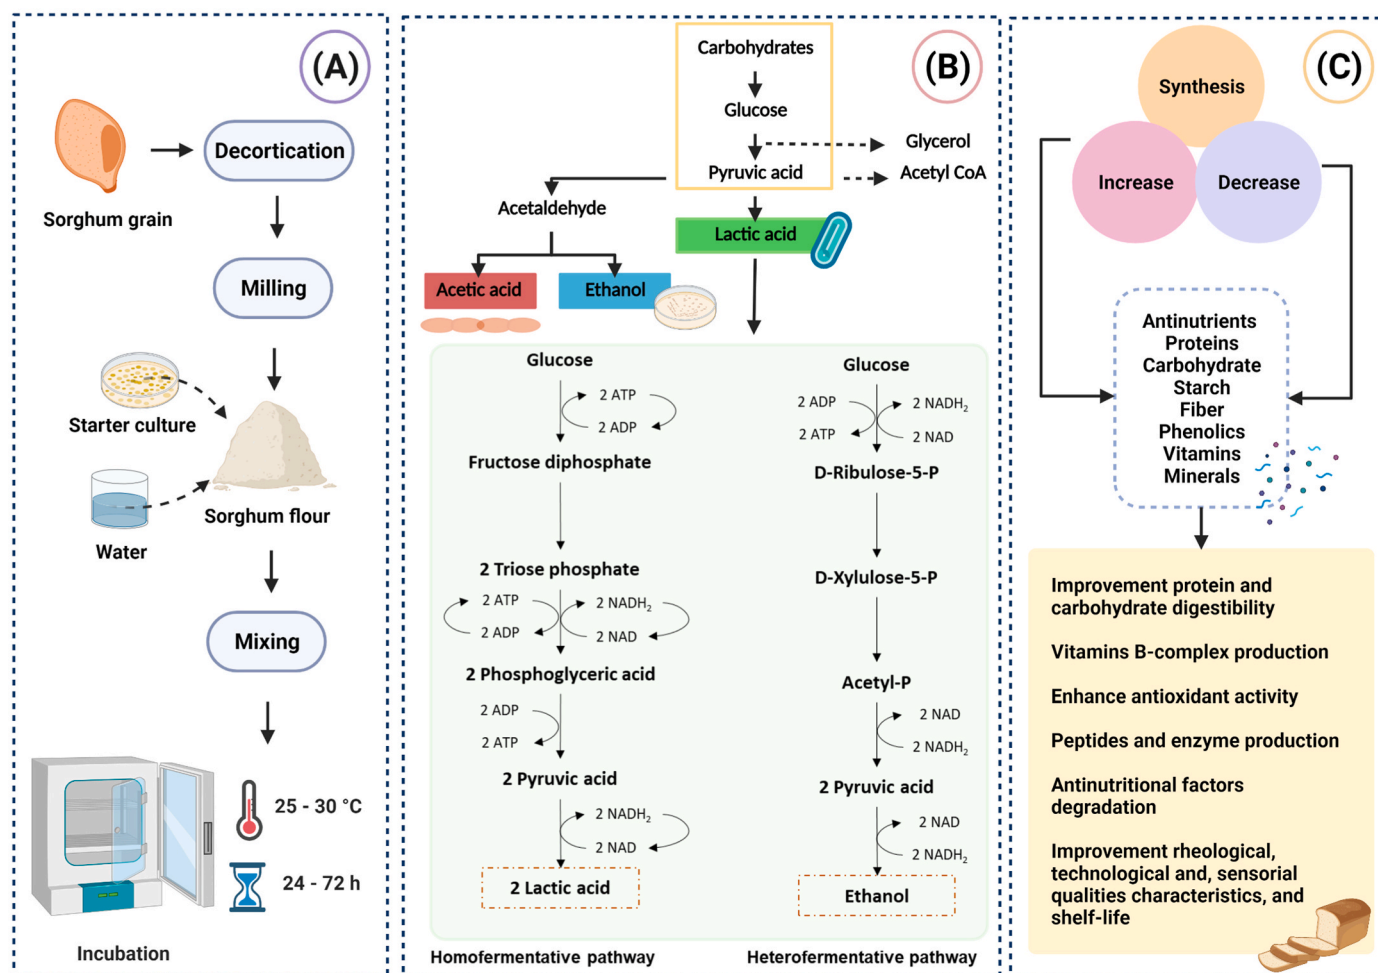 (A)
Sorghum grain
Decortication
Milling
Starter culture
Water
Sorghum flour
Mixing
25 - 30 °C
24 - 72 h
Incubation
(B)
Carbohydrates
Glucose
Glycerol
Pyruvic acid
Acetyl CoA
Acetaldehyde
Lactic acid
Acetic acid
Ethanol
Glucose
2 ATP
2 ADP
Fructose diphosphate
2 Triose phosphate
2 ATP
2 ADP
2 NADH₂
2 NAD
2 Phosphoglyceric acid
2 ADP
2 ATP
2 Pyruvic acid
2 NADH₂
2 NAD
2 Lactic acid
Homofermentative pathway
Glucose
2 ADP
2 ATP
2 NADH₂
2 NAD
D-Ribulose-5-P
D-Xylulose-5-P
Acetyl-P
2 NAD
2 NADH₂
2 Pyruvic acid
2 NAD
2 NADH₂
Ethanol
Heterofermentative pathway
(C)
Synthesis
Increase
Decrease
Antinutrients
Proteins
Carbohydrate
Starch
Fiber
Phenolics
Vitamins
Minerals
Improvement protein and
carbohydrate digestibility
Vitamins B-complex production
Enhance antioxidant activity
Peptides and enzyme production
Antinutritional factors
degradation
Improvement rheological,
technological and, sensorial
qualities characteristics, and
shelf-life